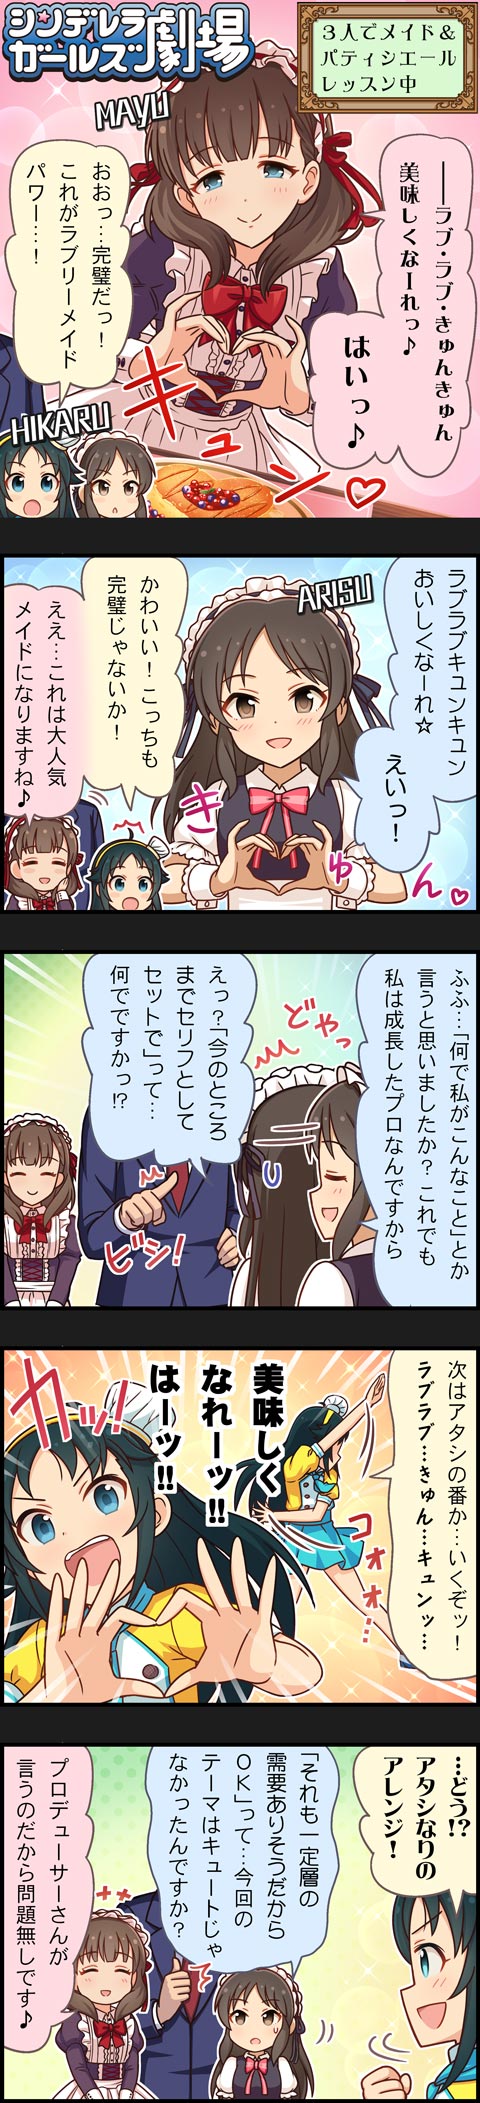 シンデレラ
ガールズ劇場
３人でメイド＆
パティシエール
レッスン中
MAYU
――ラブ・ラブ・きゅんきゅん
美味しくなーれっ♪
はいっ♪
おおっ…完璧だっ！
これがラブリーメイド
パワー…！
キュン♡
HIKARU
ARISU
ラブラブキュンキュン
おいしくなーれ☆
えいっ！
かわいい！こっちも
完璧じゃないか！
ええ…これは大人気
メイドになりますね♪
きゅん♡
ふふ…「何で私がこんなこと」とか
言うと思いましたか？これでも
私は成長したプロなんですから
どやっ
えっ？「今のところ
までセリフとして
セットで」って…
何でですかっ!?
ビシ！
次はアタシの番か…いくぞッ！
ラブラブ…きゅん…キュンッ…
コォオ…
美味しく
なれーッ!!
はーッ!!
カッ！
…どう!?
アタシなりの
アレンジ！
「それも一定層の
需要ありそうだから
OK」って…今回の
テーマはキュートじゃ
なかったんですか？
プロデューサーさんが
言うのだから問題無しです♪